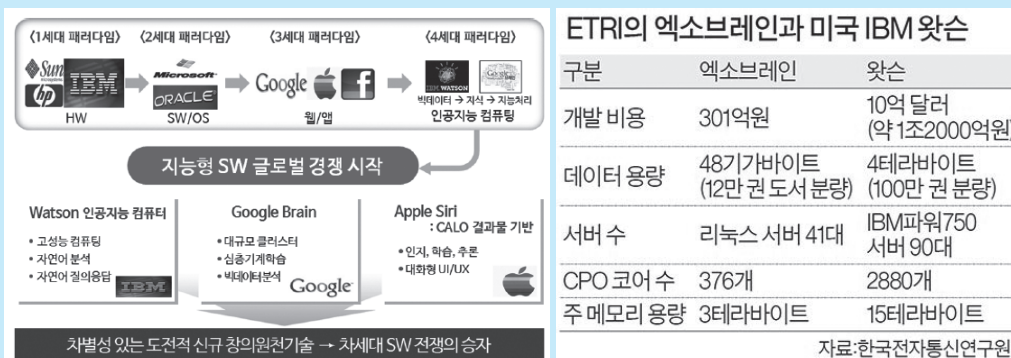 〈1세대 패러다임〉 〈2세대 패러다임〉 〈3세대 패러다임〉 〈4세대 패러다임〉
Sun
hp
IBM
Microsoft
ORACLE
Google
f
IBM WATSON
Google
빅데이터 → 지식 → 지능처리
HW SW/OS 웹/앱 인공지능 컴퓨팅
지능형 SW 글로벌 경쟁 시작
Watson 인공지능 컴퓨터
• 고성능 컴퓨팅
• 자연어 분석
• 자연어 질의응답
IBM
Google Brain
• 대규모 클러스터
• 심층기계학습
• 빅데이터분석
Google
Apple Siri
: CALO 결과물 기반
• 인지, 학습, 추론
• 대화형 UI/UX
차별성 있는 도전적 신규 창의원천기술 → 차세대 SW 전쟁의 승자
ETRI의 엑소브레인과 미국 IBM 왓슨
구분 엑소브레인 왓슨
개발 비용 301억원 10억 달러
(약 1조2000억원)
데이터 용량 48기가바이트 4테라바이트
(12만 권 도서 분량) (100만 권 분량)
서버 수 리눅스 서버 41대 IBM파워750
서버 90대
CPO 코어 수 376개 2880개
주 메모리 용량 3테라바이트 15테라바이트
자료:한국전자통신연구원